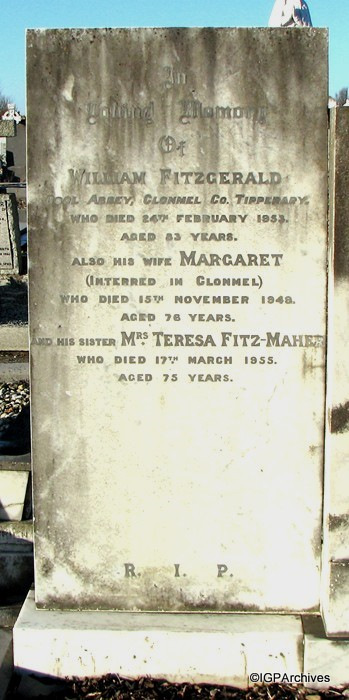 In
Loving Memory
Of
WILLIAM FITZGERALD
ABBEY, CLONMEL CO. TIPPERARY.
WHO DIED 24TH FEBRUARY 1953.
AGED 83 YEARS.
ALSO HIS WIFE MARGARET
(INTERRED IN CLONMEL)
WHO DIED 15TH NOVEMBER 1948.
AGED 76 YEARS.
AND HIS SISTER MRS TERESA FITZ-MAHER
WHO DIED 17TH MARCH 1955.
AGED 75 YEARS.
R. I. P.
©IGPArchives